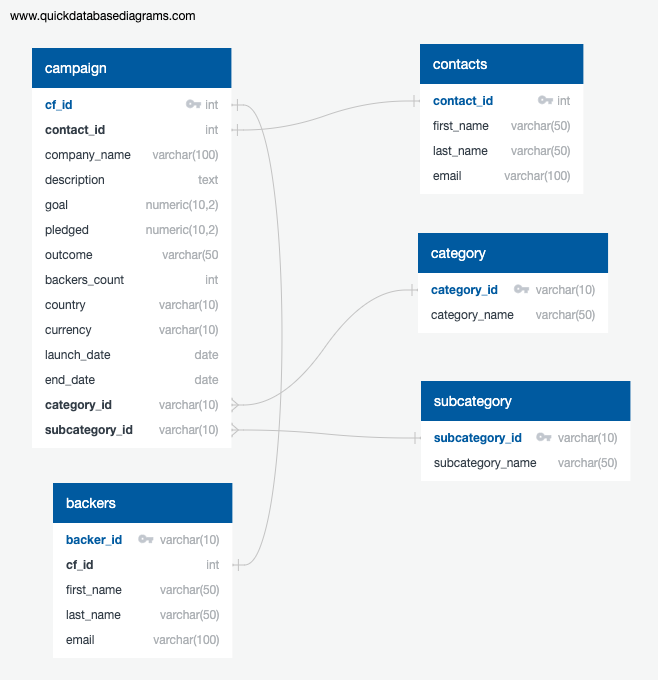 www.quickdatabasediagrams.com
campaign
cf_id int
contact_id int
company_name varchar(100)
description text
goal numeric(10,2)
pledged numeric(10,2)
outcome varchar(50
backers_count int
country varchar(10)
currency varchar(10)
launch_date date
end_date date
category_id varchar(10)
subcategory_id varchar(10)
contacts
contact_id int
first_name varchar(50)
last_name varchar(50)
email varchar(100)
category
category_id varchar(10)
category_name varchar(50)
subcategory
subcategory_id varchar(10)
subcategory_name varchar(50)
backers
backer_id varchar(10)
cf_id int
first_name varchar(50)
last_name varchar(50)
email varchar(100)